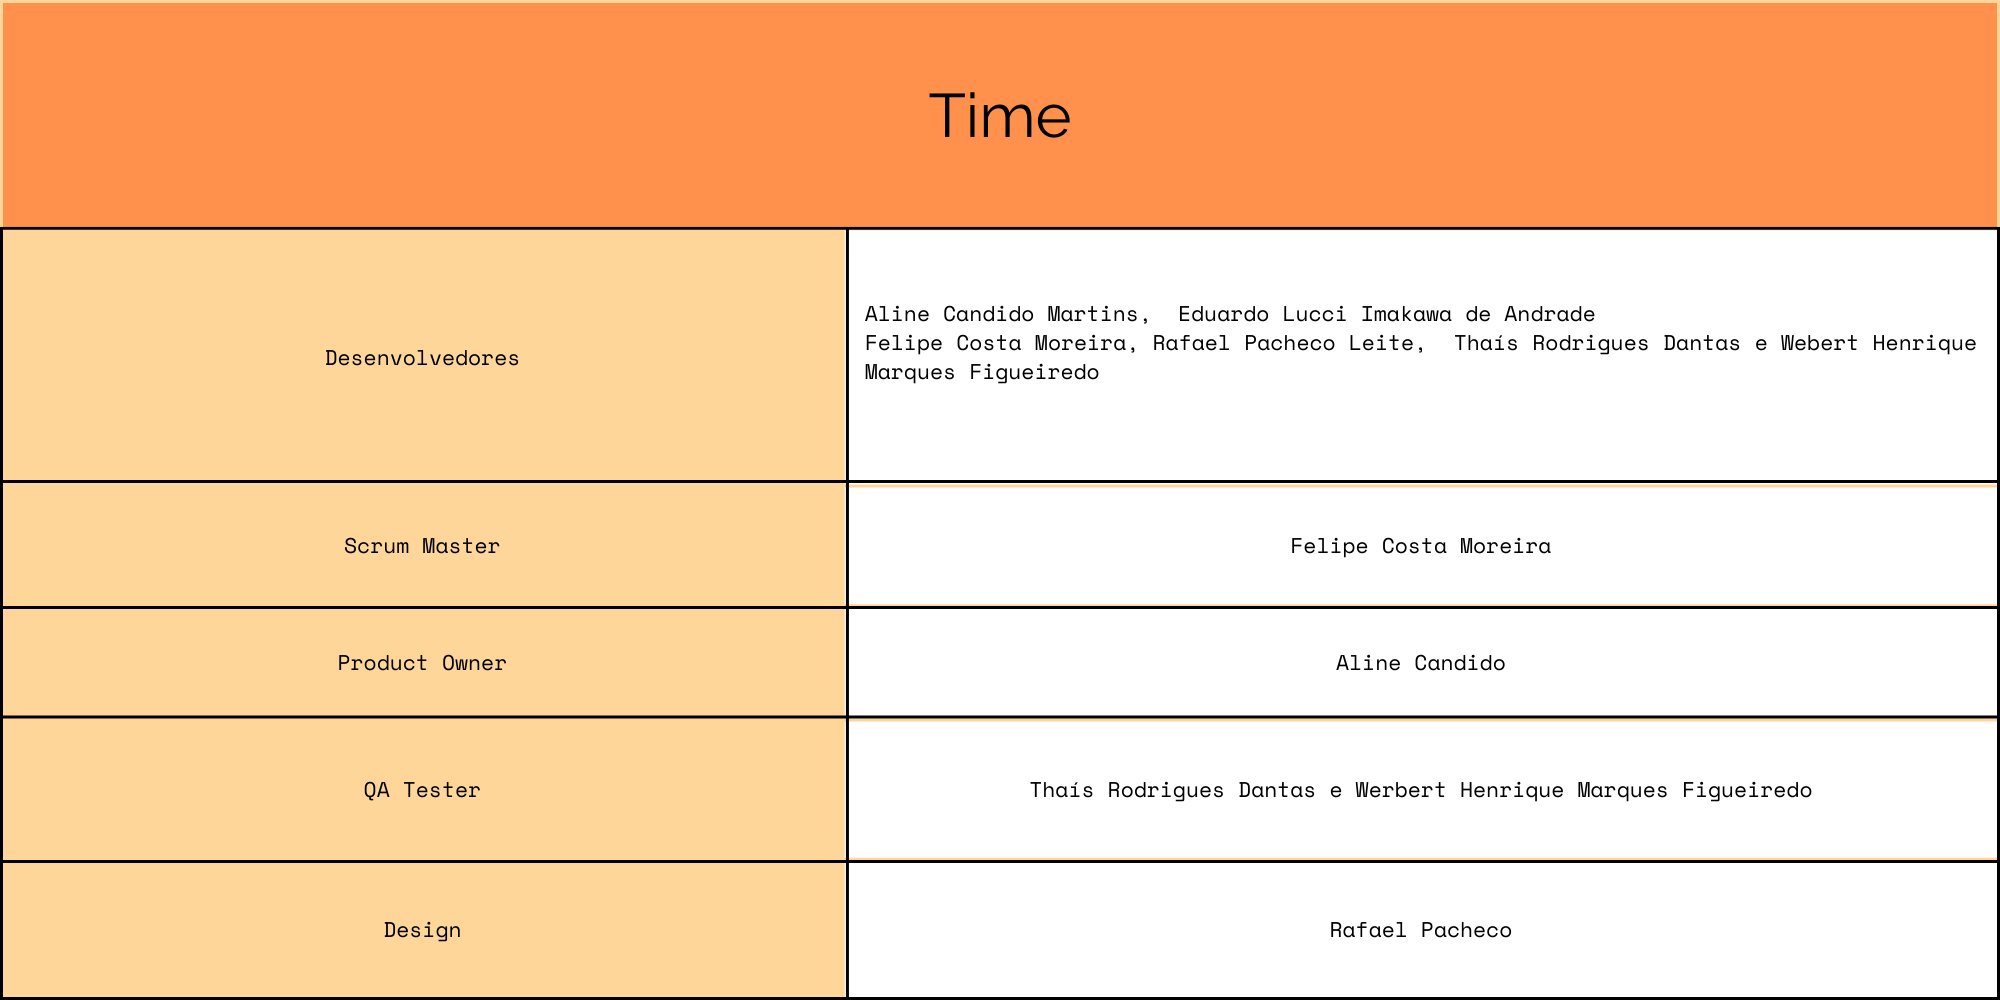 Time
Desenvolvedores
Aline Candido Martins,  Eduardo Lucci Imakawa de Andrade
Felipe Costa Moreira, Rafael Pacheco Leite,  Thaís Rodrigues Dantas e Webert Henrique
Marques Figueiredo
Scrum Master
Felipe Costa Moreira
Product Owner
Aline Candido
QA Tester
Thaís Rodrigues Dantas e Werbert Henrique Marques Figueiredo
Design
Rafael Pacheco